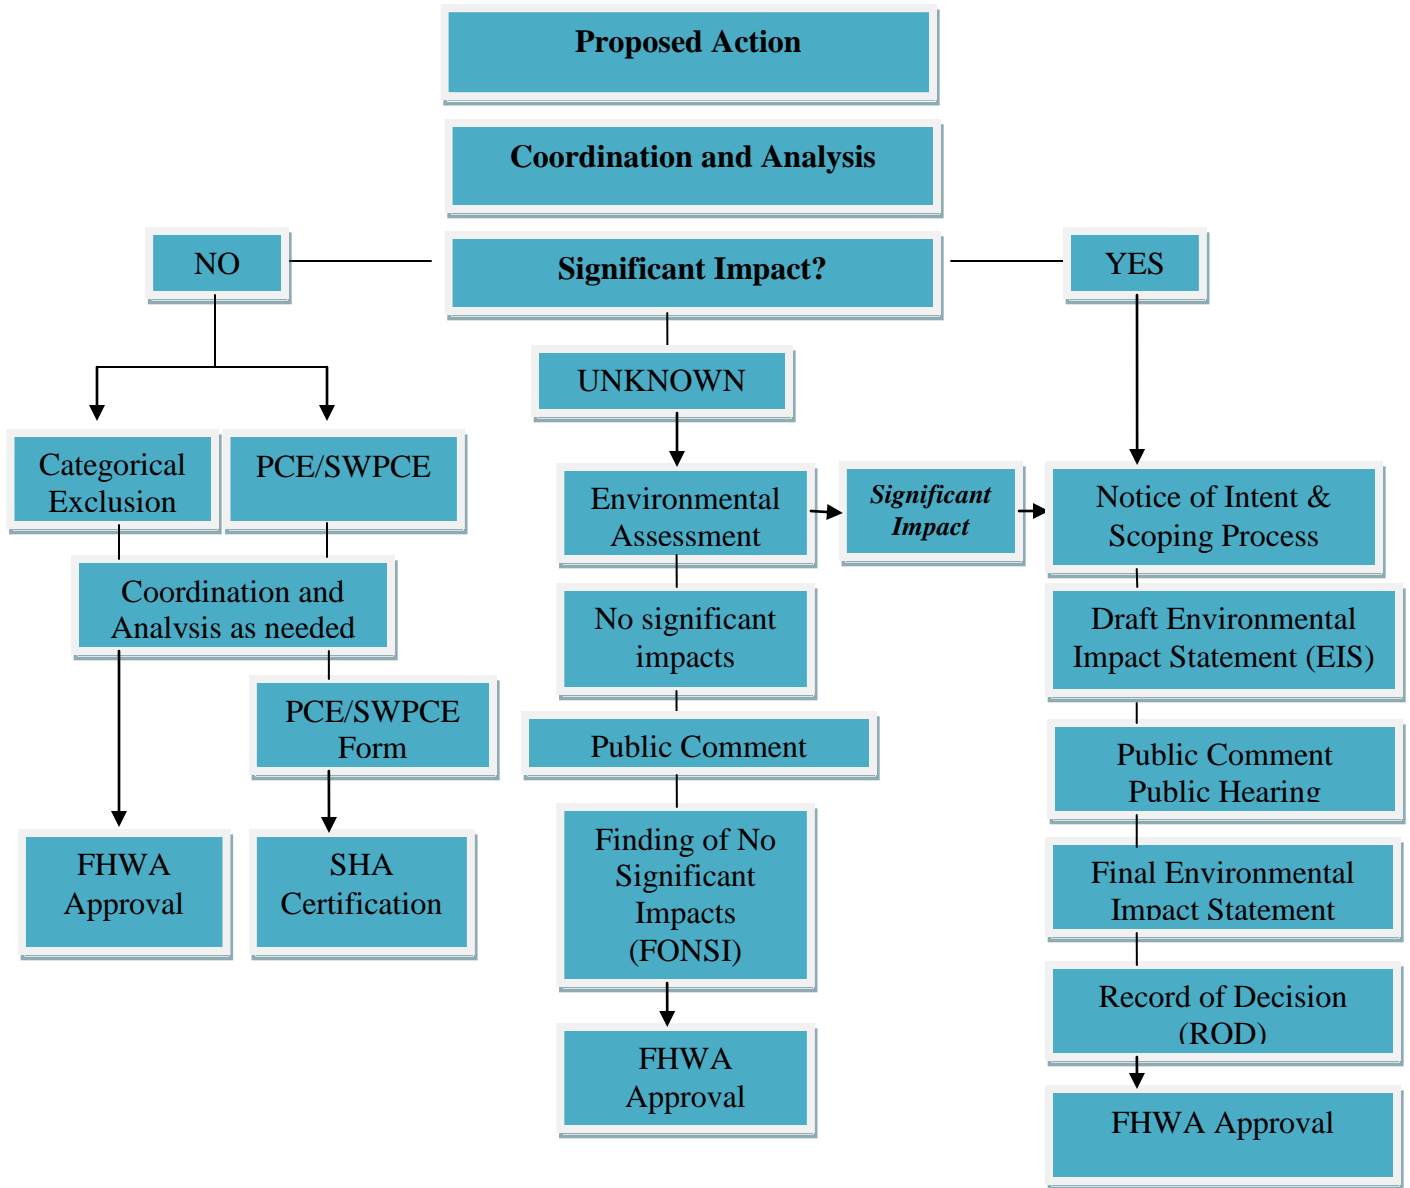 Proposed Action
Coordination and Analysis
NO
Significant Impact?
YES
UNKNOWN
Categorical
Exclusion
PCE/SWPCE
Environmental
Assessment
Significant
Impact
Notice of Intent &
Scoping Process
Coordination and
Analysis as needed
No significant
impacts
Draft Environmental
Impact Statement (EIS)
PCE/SWPCE
Form
Public Comment
Public Comment
Public Hearing
FHWA
Approval
SHA
Certification
Finding of No
Significant
Impacts
(FONSI)
Final Environmental
Impact Statement
Record of Decision
(ROD)
FHWA
Approval
FHWA Approval